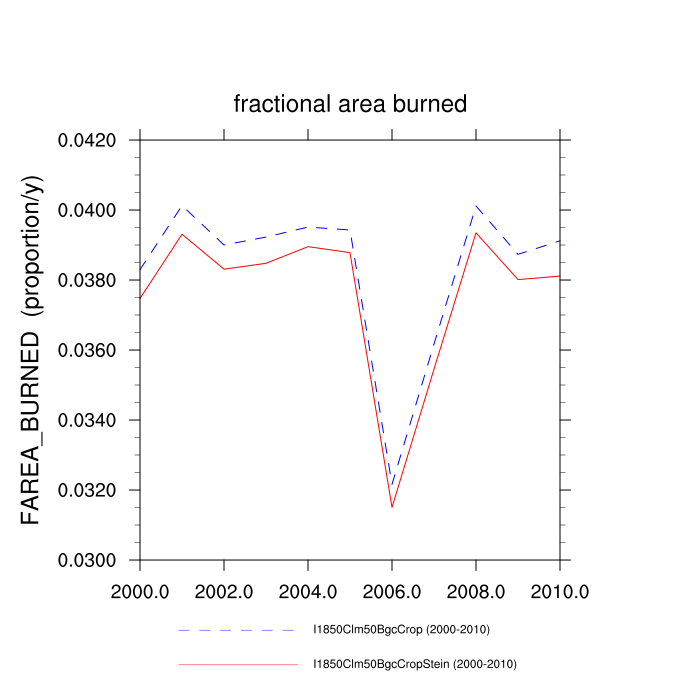 fractional area burned
FAREA_BURNED (proportion/y)
0.0420
0.0400
0.0380
0.0360
0.0340
0.0320
0.0300
2000.0 2002.0 2004.0 2006.0 2008.0 2010.0
I1850Clm50BgcCrop (2000-2010)
I1850Clm50BgcCropStein (2000-2010)